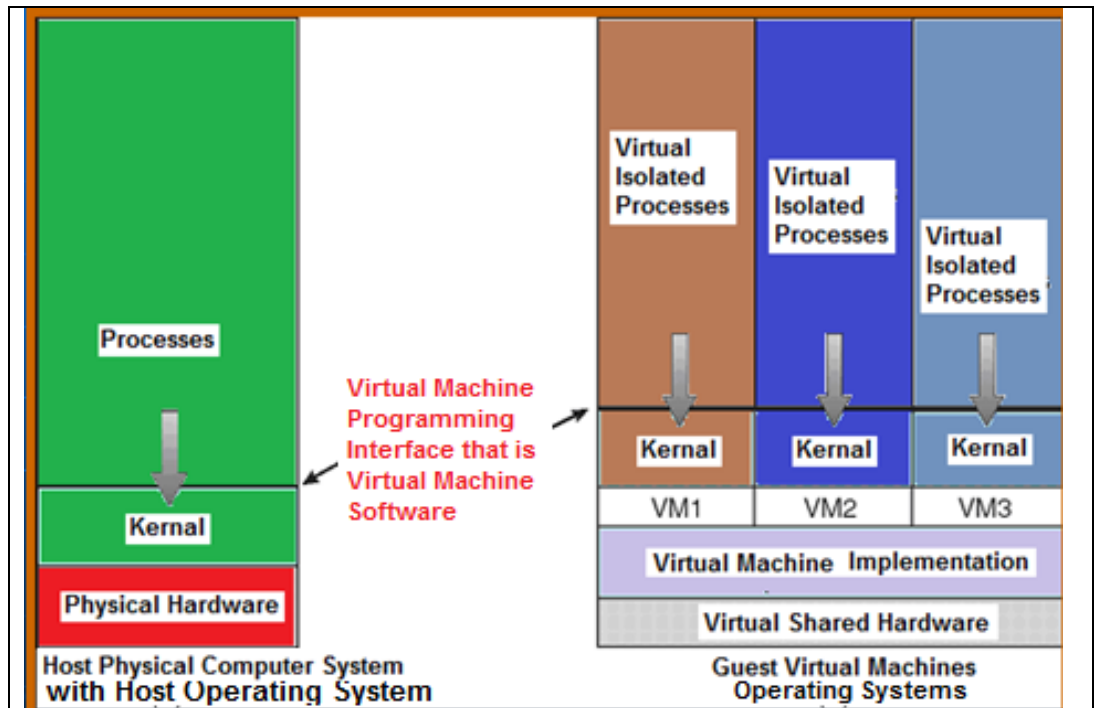 Processes
Kernal
Physical Hardware
Host Physical Computer System
with Host Operating System
Virtual Machine
Programming
Interface that is
Virtual Machine
Software
Virtual
Isolated
Processes
Virtual
Isolated
Processes
Virtual
Isolated
Processes
Kernal
Kernal
Kernal
VM1
VM2
VM3
Virtual Machine Implementation
Virtual Shared Hardware
Guest Virtual Machines
Operating Systems